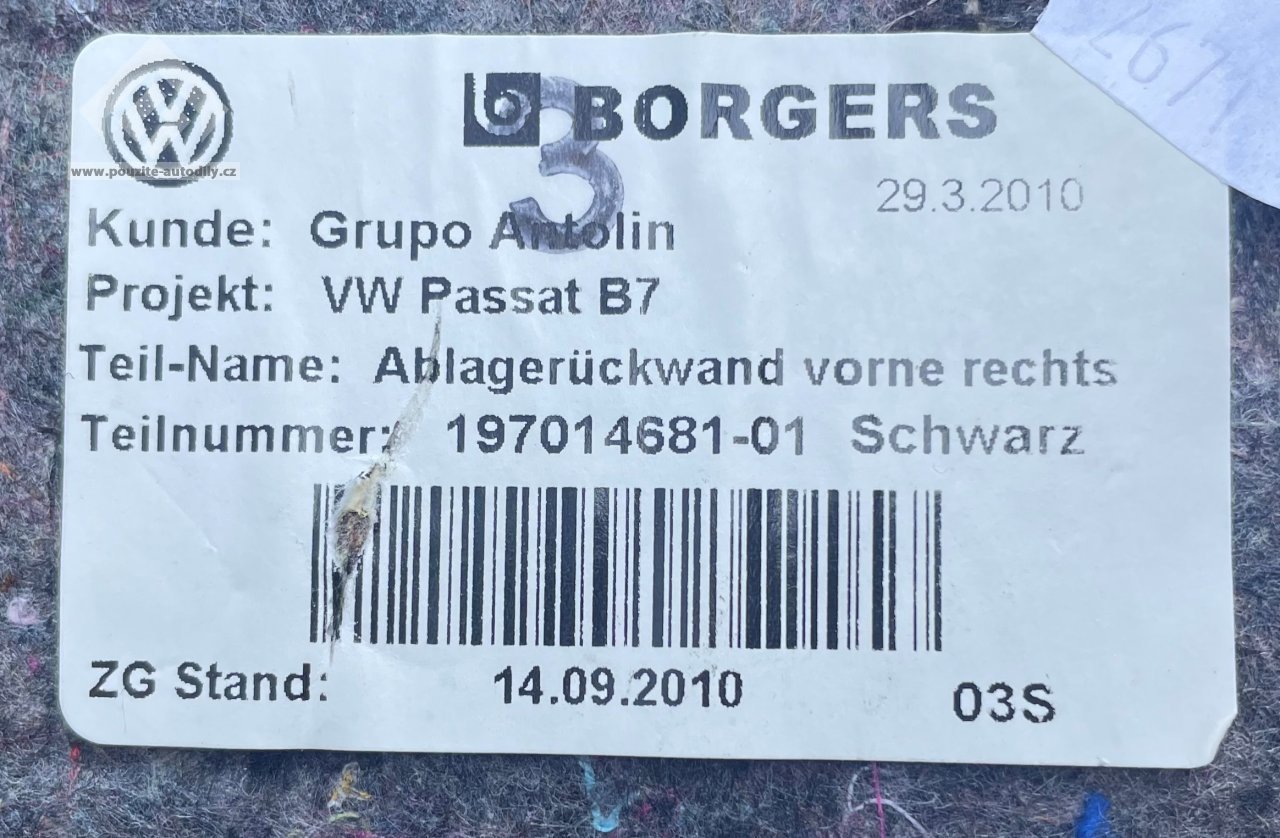 267
BORGERS
3
29.3.2010
www.pouzite-autodily.cz
Kunde: Grupo Antolin
Projekt: VW Passat B7
Teil-Name: Ablagerückwand vorne rechts
Teilnummer: 197014681-01 Schwarz
ZG Stand: 14.09.2010 03S